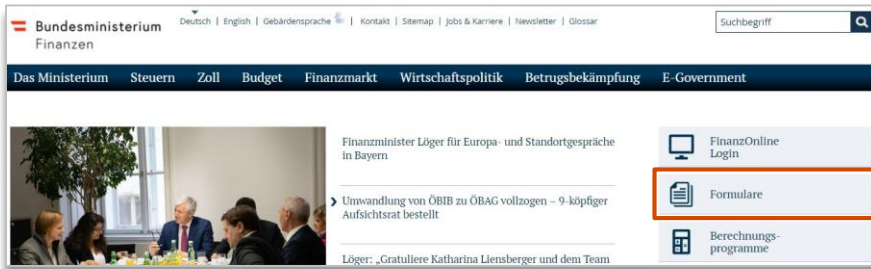 Bundesministerium
Finanzen
Deutsch | English | Gebärdensprache | Kontakt | Sitemap | Jobs & Karriere | Newsletter | Glossar
Suchbegriff
Das Ministerium Steuern Zoll Budget Finanzmarkt Wirtschaftspolitik Betrugsbekämpfung E-Government
Finanzminister Löger für Europa- und Standortgespräche
in Bayern
Umwandlung von ÖBIB zu ÖBAG vollzogen – 9-köpfiger
Aufsichtsrat bestellt
Löger: „Gratuliere Katharina Liensberger und dem Team
FinanzOnline
Login
Formulare
Berechnungs-
programme